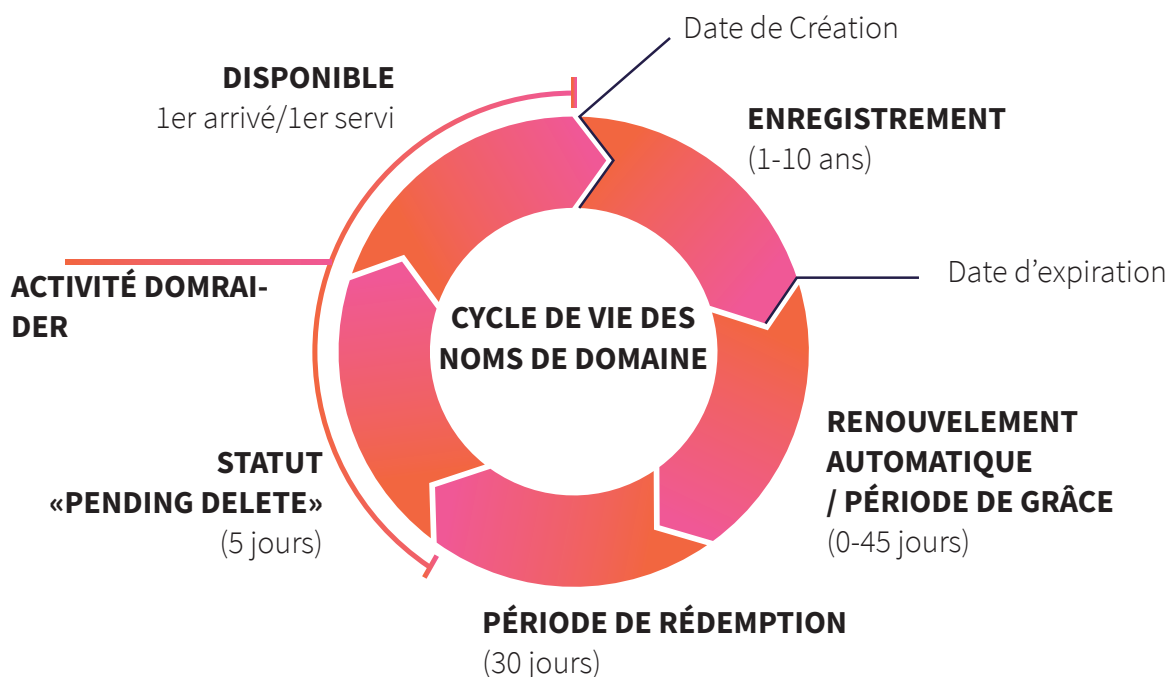 Date de Création
DISPONIBLE
1er arrivé/1er servi
ENREGISTREMENT
(1-10 ans)
Date d’expiration
ACTIVITÉ DOMRAI-
DER
CYCLE DE VIE DES
NOMS DE DOMAINE
RENOUVELEMENT
AUTOMATIQUE
/ PÉRIODE DE GRÂCE
(0-45 jours)
STATUT
«PENDING DELETE»
(5 jours)
PÉRIODE DE RÉDEMPTION
(30 jours)